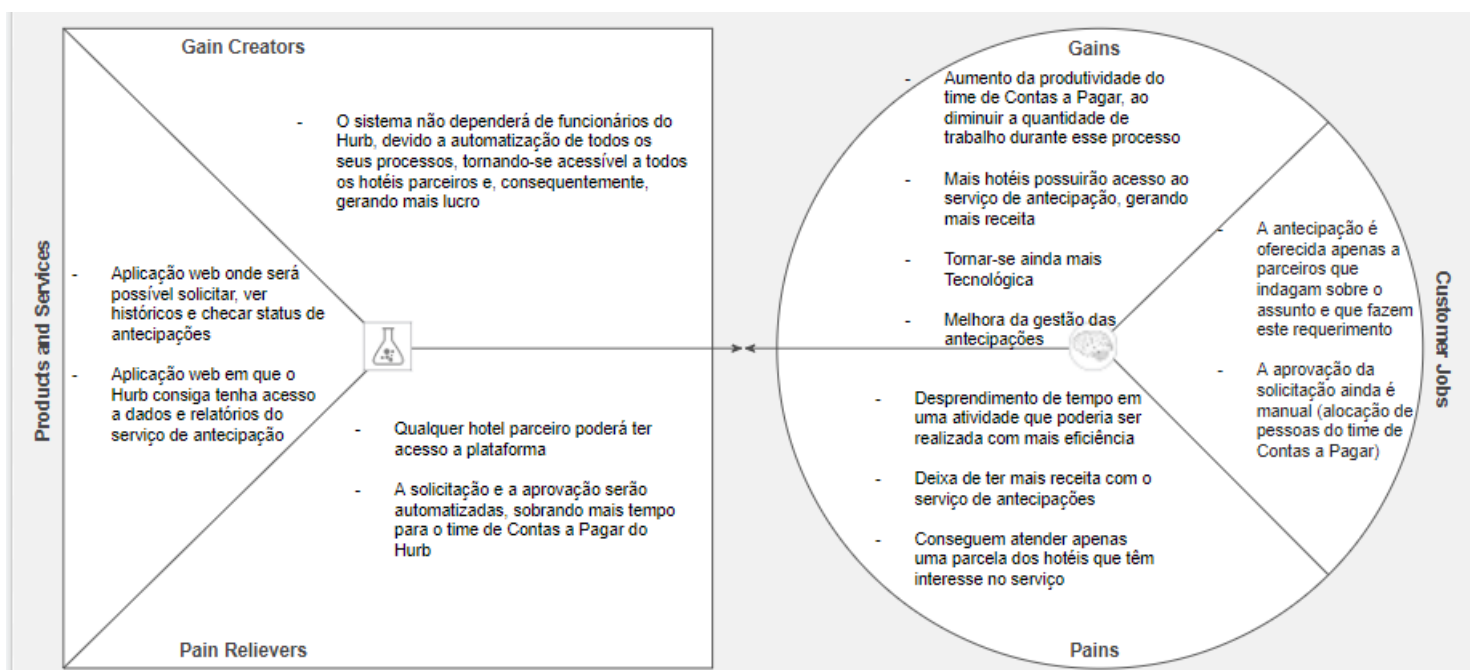 Gain Creators
- O sistema não dependerá de funcionários do
Hurb, devido a automatização de todos os
seus processos, tornando-se acessível a todos
os hotéis parceiros e, consequentemente,
gerando mais lucro
Products and Services
- Aplicação web onde será
possível solicitar, ver
históricos e checar status de
antecipações
- Aplicação web em que o
Hurb consiga tenha acesso
a dados e relatórios do
serviço de antecipação
- Qualquer hotel parceiro poderá ter
acesso a plataforma
- A solicitação e a aprovação serão
automatizadas, sobrando mais tempo
para o time de Contas a Pagar do
Hurb
Pain Relievers
Gains
- Aumento da produtividade do
time de Contas a Pagar, ao
diminuir a quantidade de
trabalho durante esse processo
- Mais hotéis possuirão acesso ao
serviço de antecipação, gerando
mais receita
- Tornar-se ainda mais
Tecnológica
- Melhora da gestão das
antecipações
- A antecipação é
oferecida apenas a
parceiros que
indagam sobre o
assunto e que fazem
este requerimento
- A aprovação da
solicitação ainda é
manual (alocação de
pessoas do time de
Contas a Pagar)
Customer Jobs
- Desprendimento de tempo em
uma atividade que poderia ser
realizada com mais eficiência
- Deixa de ter mais receita com o
serviço de antecipações
- Conseguem atender apenas
uma parcela dos hotéis que têm
interesse no serviço
Pains